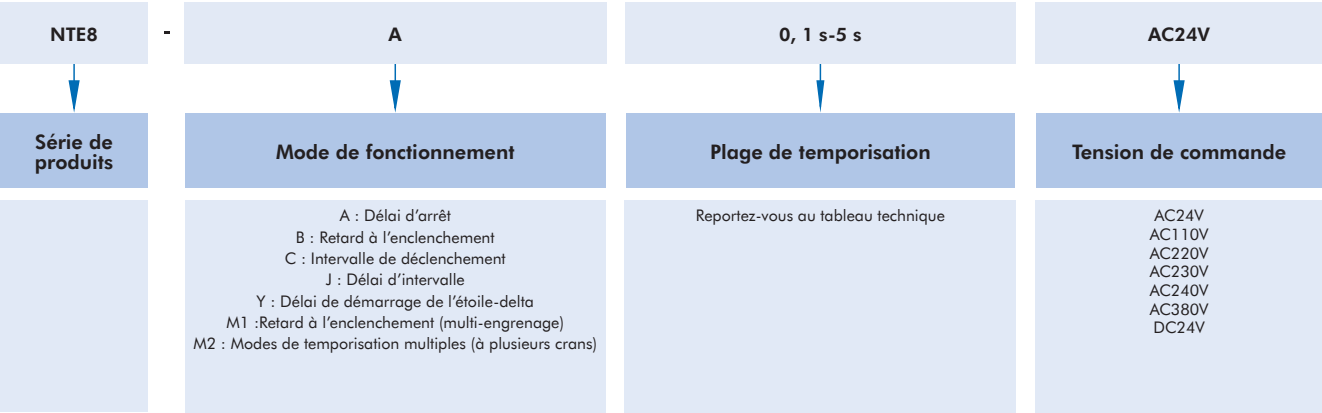 NTE8
-
A
0, 1 s-5 s
AC24V
Série de
produits
Mode de fonctionnement
Plage de temporisation
Tension de commande
A : Délai d’arrêt
B : Retard à l’enclenchement
C : Intervalle de déclenchement
J : Délai d’intervalle
Y : Délai de démarrage de l’étoile-delta
M1 :Retard à l’enclenchement (multi-engrenage)
M2 : Modes de temporisation multiples (à plusieurs crans)
Reportez-vous au tableau technique
AC24V
AC110V
AC220V
AC230V
AC240V
AC380V
DC24V